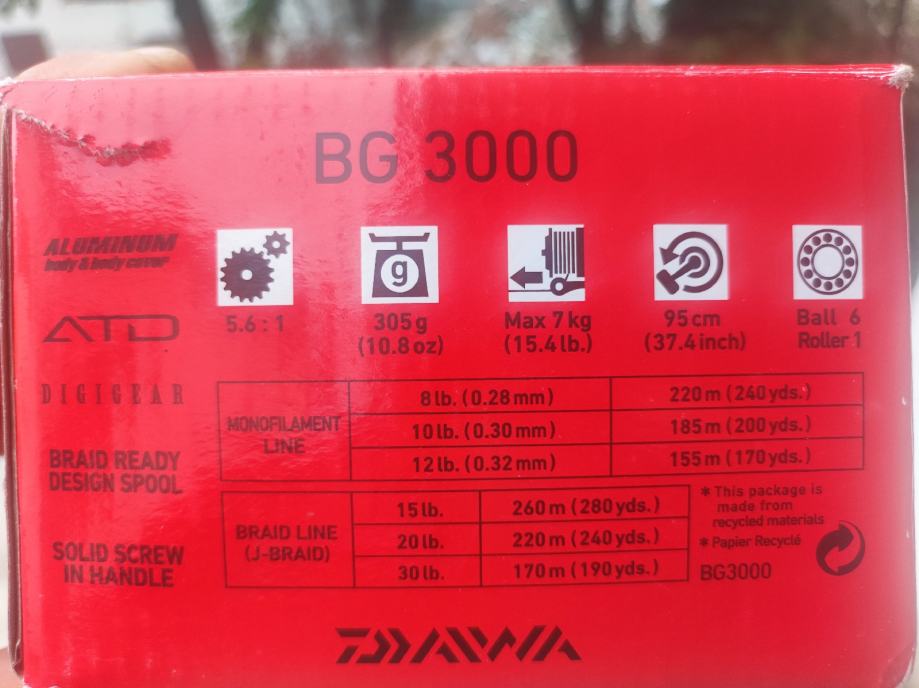 BG 3000
ALUMINUM
body & body cover
ATD
DIGIGEAR
BRAID READY
DESIGN SPOOL
SOLID SCREW
IN HANDLE
5.6 : 1
g
305 g
(10.8 oz)
Max 7 kg
(15.4 lb.)
95 cm
(37.4 inch)
Ball 6
Roller 1
MONOFILAMENT
LINE
8 lb. (0.28 mm) 220 m (240 yds.)
10 lb. (0.30 mm) 185 m (200 yds.)
12 lb. (0.32 mm) 155 m (170 yds.)
BRAID LINE
(J-BRAID)
15 lb. 260 m (280 yds.)
20 lb. 220 m (240 yds.)
30 lb. 170 m (190 yds.)
* This package is
made from
recycled materials
* Papier Recyclé
BG3000
DAIWA